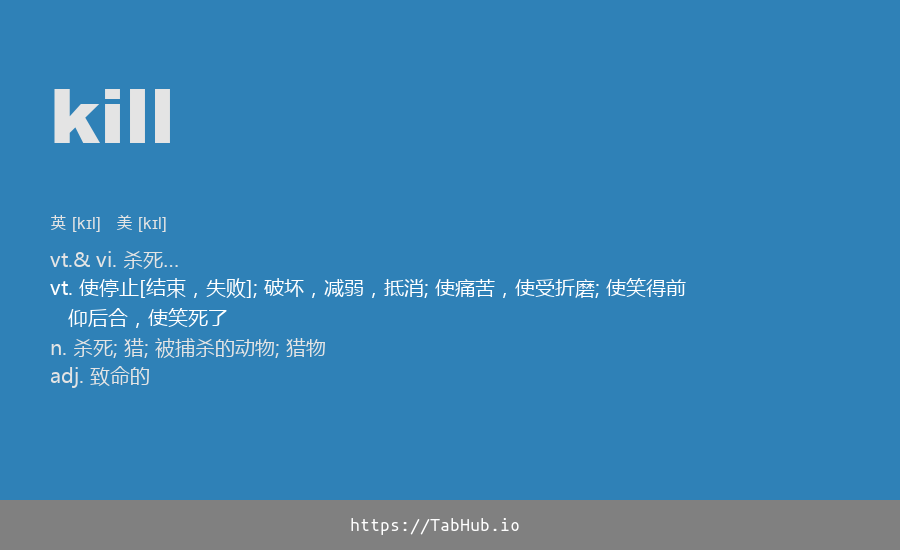 kill
英 [kɪl] 美 [kɪl]
vt.& vi. 杀死...
vt. 使停止[结束，失败]; 破坏，减弱，抵消; 使痛苦，使受折磨; 使笑得前
仰后合，使笑死了
n. 杀死; 猎; 被捕杀的动物; 猎物
adj. 致命的
https://TabHub.io